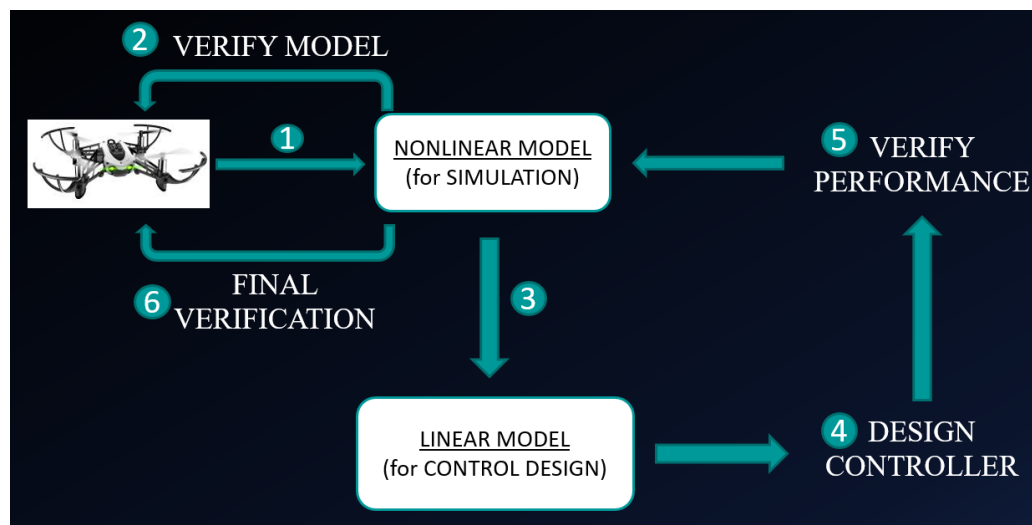 2 VERIFY MODEL
1
NONLINEAR MODEL
(for SIMULATION)
5 VERIFY
PERFORMANCE
6 FINAL
VERIFICATION
3
LINEAR MODEL
(for CONTROL DESIGN)
4 DESIGN
CONTROLLER